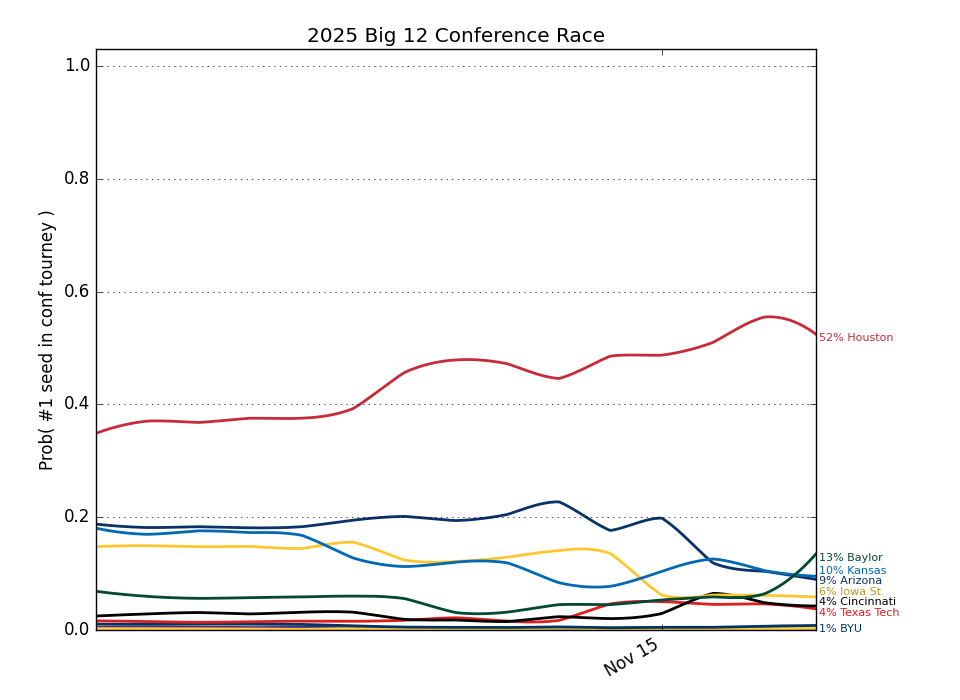 2025 Big 12 Conference Race
Prob( #1 seed in conf tourney )
1.0
0.8
0.6
0.4
0.2
0.0
52% Houston
13% Baylor
10% Kansas
9% Arizona
6% Iowa St.
4% Cincinnati
4% Texas Tech
1% BYU
Nov 15